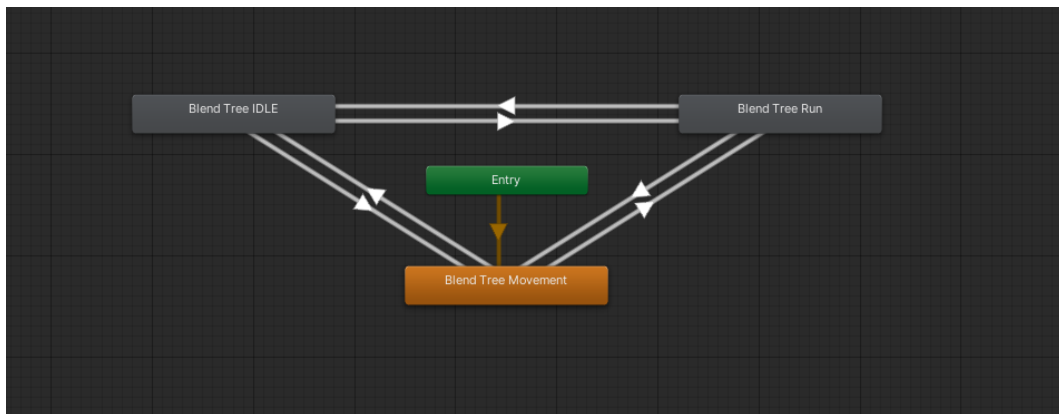 Blend Tree IDLE
Blend Tree Run
Entry
Blend Tree Movement